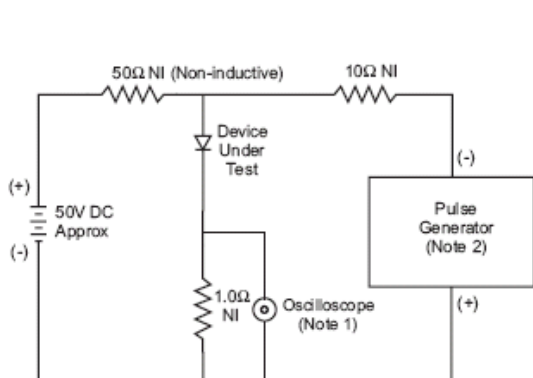 50Ω NI (Non-inductive)
10Ω NI
Device
Under
Test
(-)
(+)
50V DC
Approx
(-)
Pulse
Generator
(Note 2)
1.0Ω
NI
Oscilloscope
(Note 1)
(+)